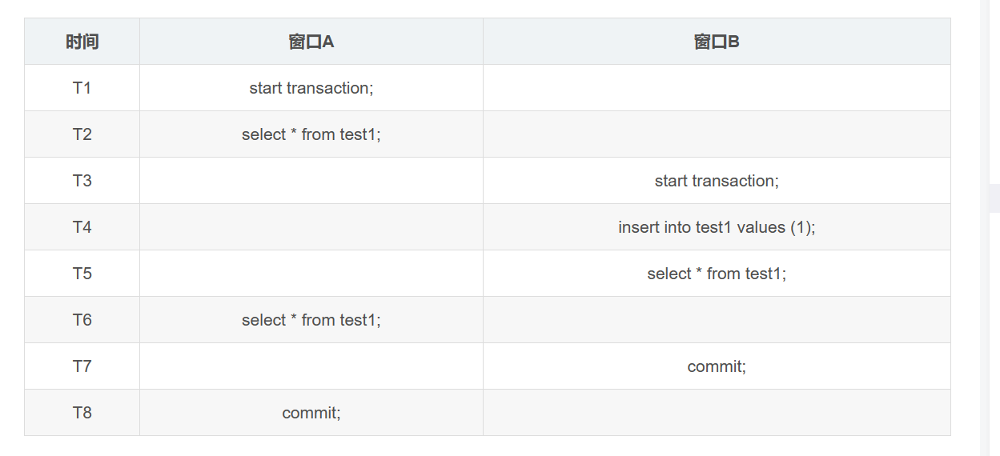 时间 窗口A 窗口B
T1 start transaction;
T2 select * from test1;
T3 start transaction;
T4 insert into test1 values (1);
T5 select * from test1;
T6 select * from test1;
T7 commit;
T8 commit;